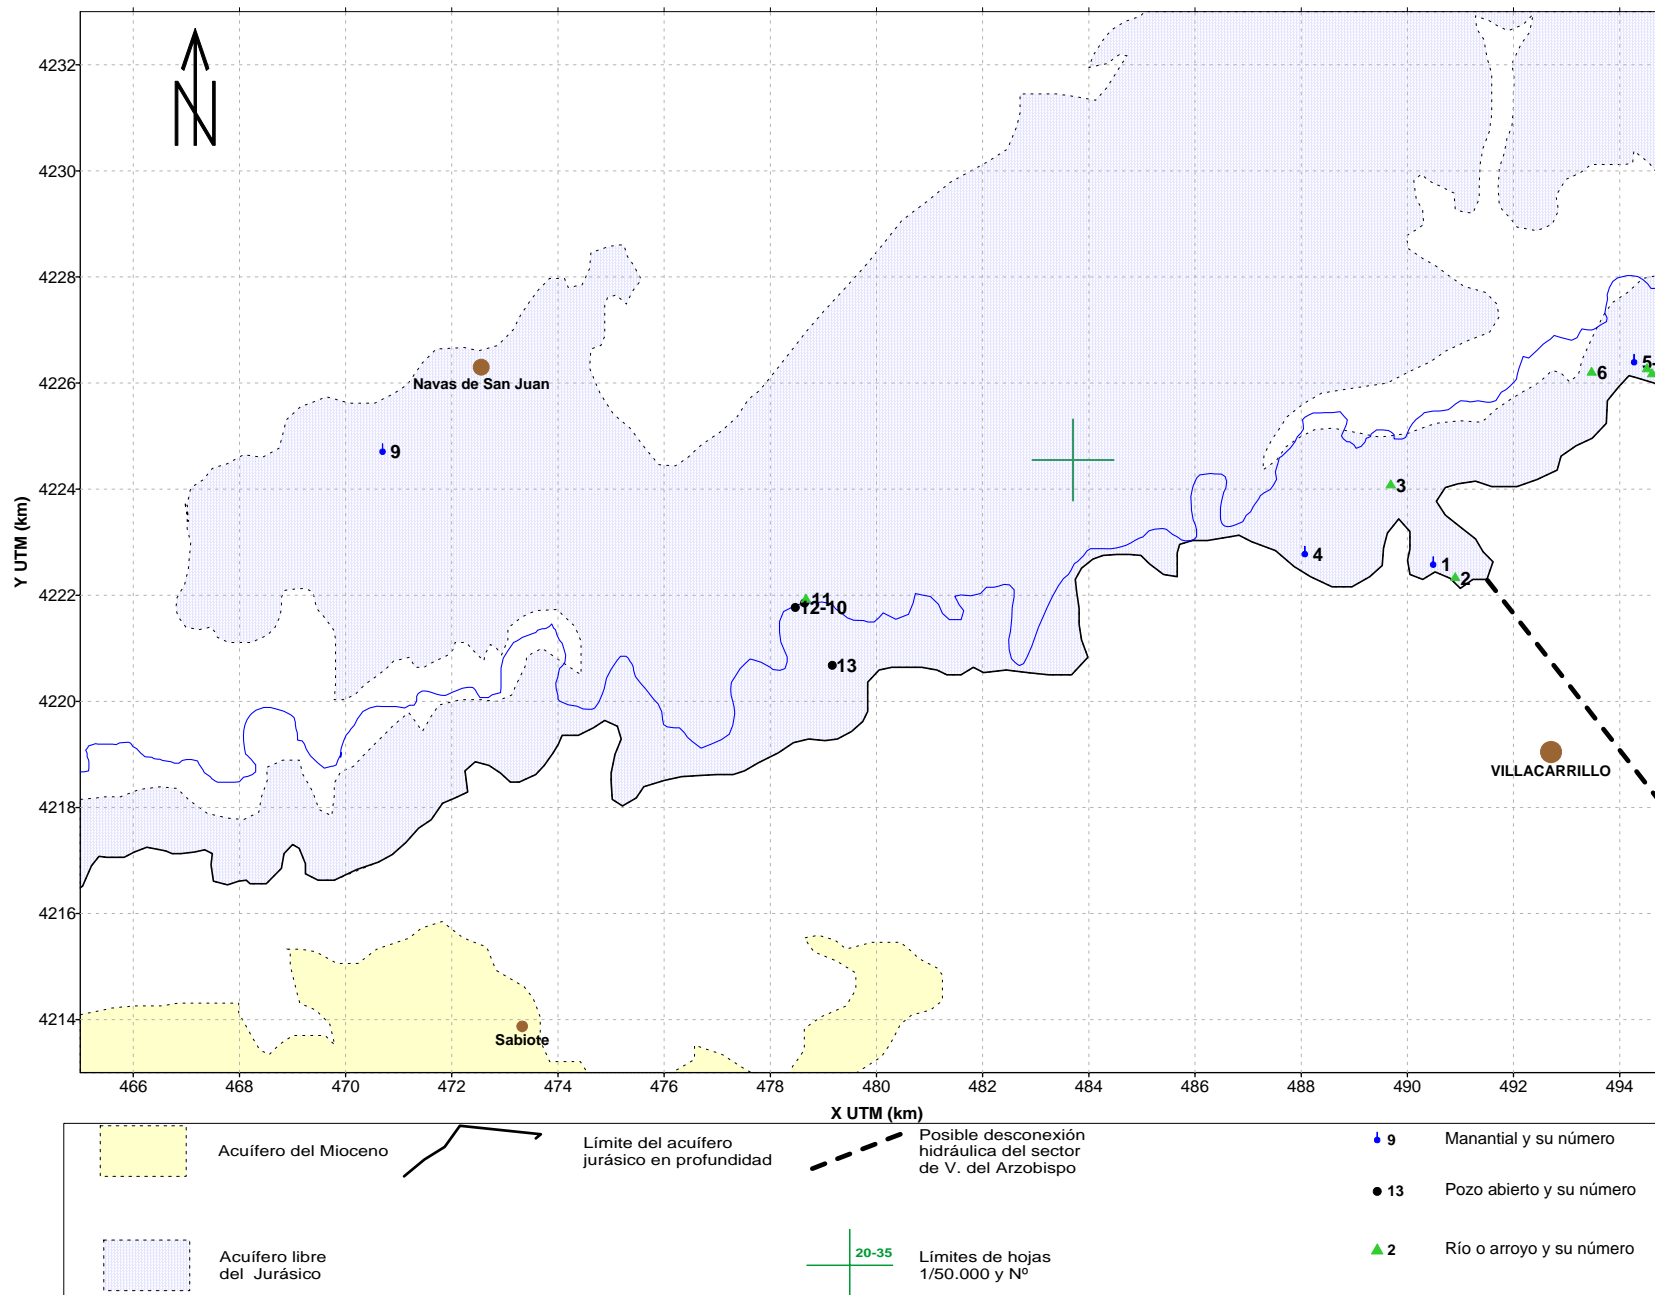 4232
4230
4228
4226
4224
4222
4220
4218
4216
4214
Y UTM (km)
N
Navas de San Juan
9
6
5-
3
4
1
2
11
12-10
13
VILLACARRILLO
Sabiote
466 468 470 472 474 476 478 480 482 484 486 488 490 492 494
X UTM (km)
Acuífero del Mioceno
Límite del acuífero
jurásico en profundidad
Posible desconexión
hidráulica del sector
de V. del Arzobispo
9 Manantial y su número
13 Pozo abierto y su número
Acuífero libre
del Jurásico
20-35
Límites de hojas
1/50.000 y Nº
2 Río o arroyo y su número